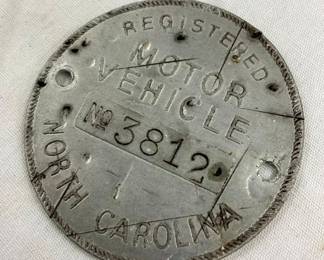 REGISTERED
MOTOR
VEHICLE
No 3812
NORTH CAROLINA